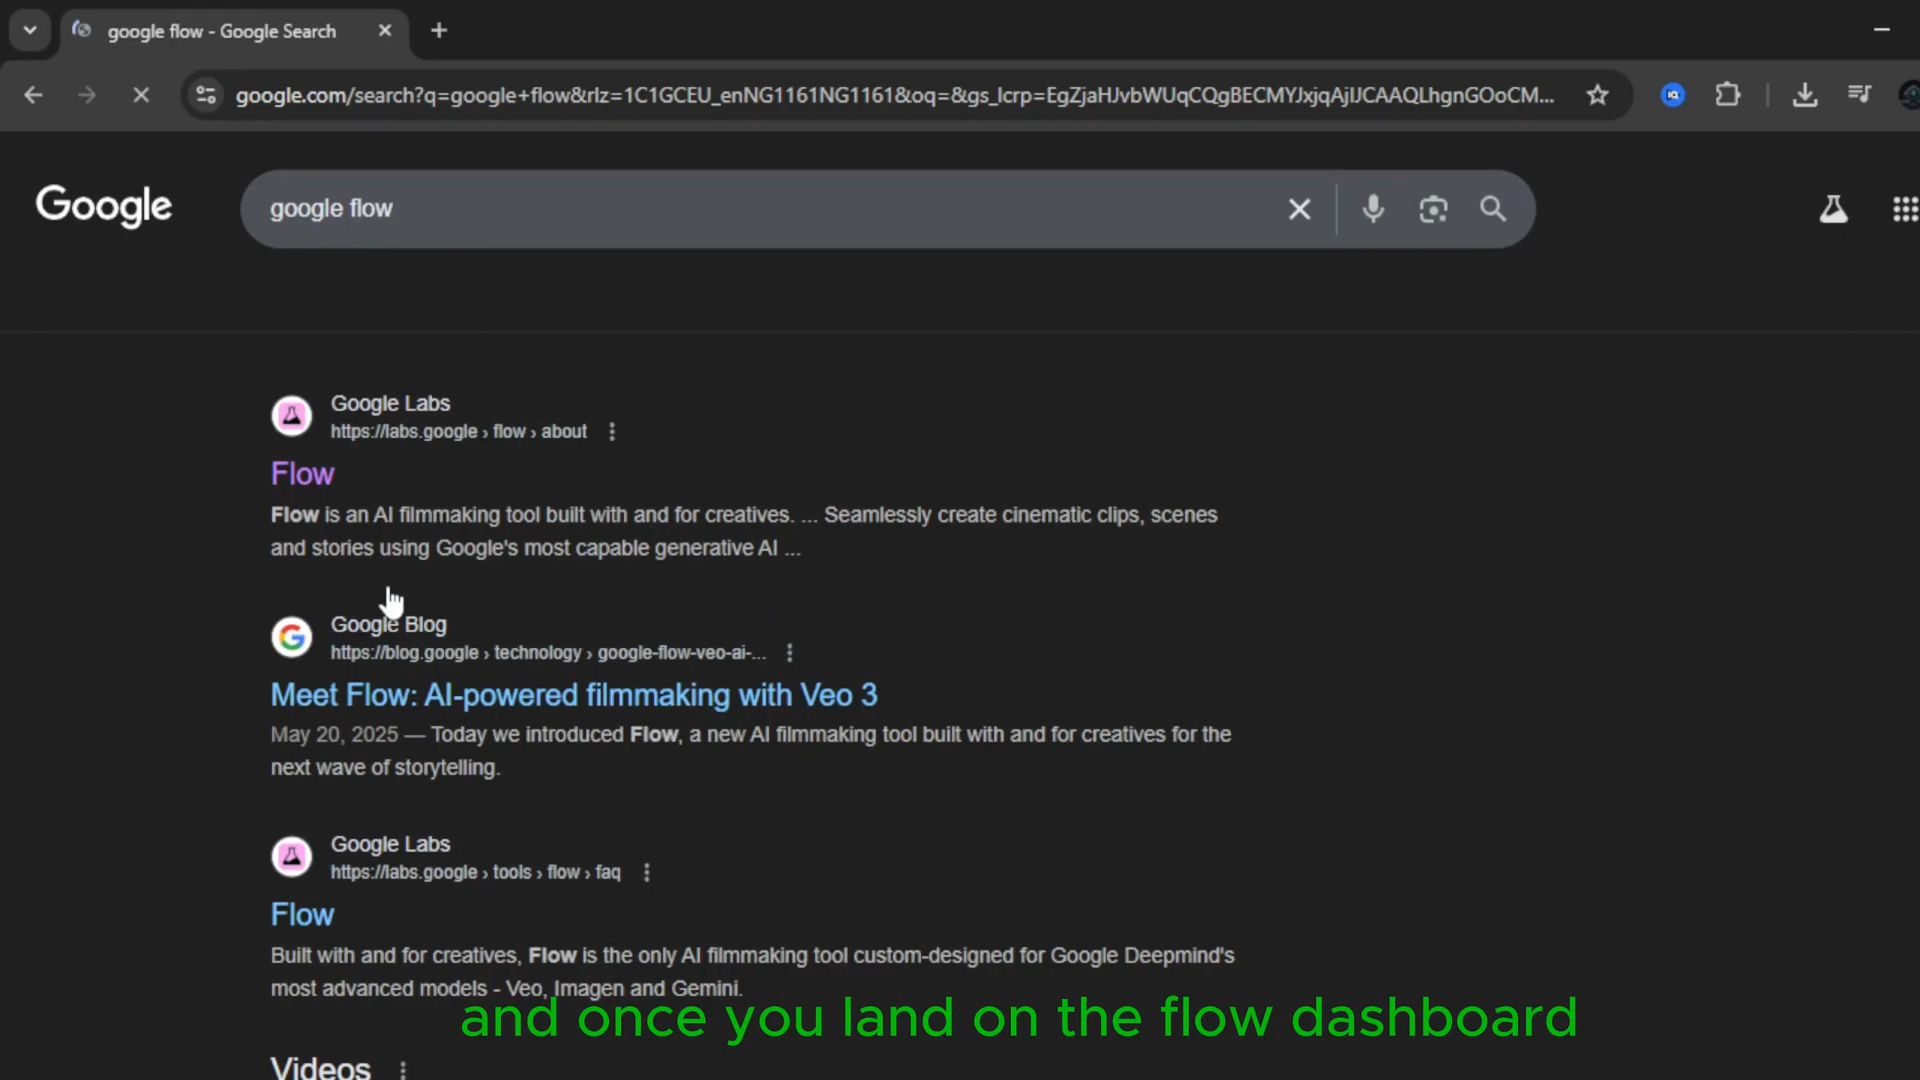 google flow - Google Search
google.com/search?q=google+flow&rlz=1C1GCEU_enNG1161NG1161&oq=&gs_lcrp=EgZjaHJvbWUqCQgBECMYJxjqAjIJCAAQLhgnGOoCM...
Google
google flow
Google Labs
https://labs.google › flow › about
Flow
Flow is an AI filmmaking tool built with and for creatives. ... Seamlessly create cinematic clips, scenes
and stories using Google's most capable generative AI ...
Google Blog
https://blog.google › technology › google-flow-veo-ai-...
Meet Flow: AI-powered filmmaking with Veo 3
May 20, 2025 — Today we introduced Flow, a new AI filmmaking tool built with and for creatives for the
next wave of storytelling.
Google Labs
https://labs.google › tools › flow › faq
Flow
Built with and for creatives, Flow is the only AI filmmaking tool custom-designed for Google Deepmind's
most advanced models - Veo, Imagen and Gemini.
and once you land on the flow dashboard
Videos